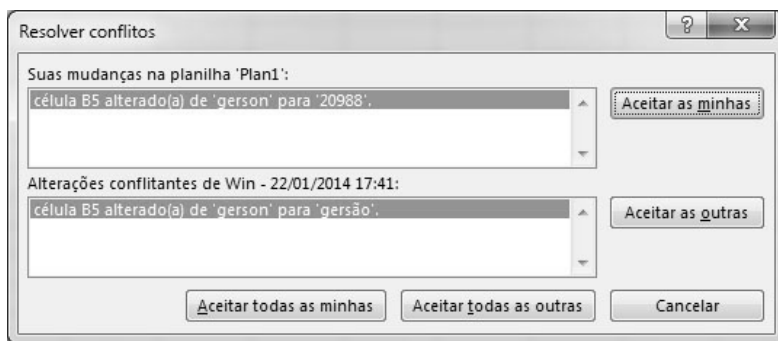 Resolver conflitos
Suas mudanças na planilha 'Plan1':
célula B5 alterado(a) de 'gerson' para '20988'.
Aceitar as minhas
Alterações conflitantes de Win - 22/01/2014 17:41:
célula B5 alterado(a) de 'gerson' para 'gersão'.
Aceitar as outras
Aceitar todas as minhas
Aceitar todas as outras
Cancelar